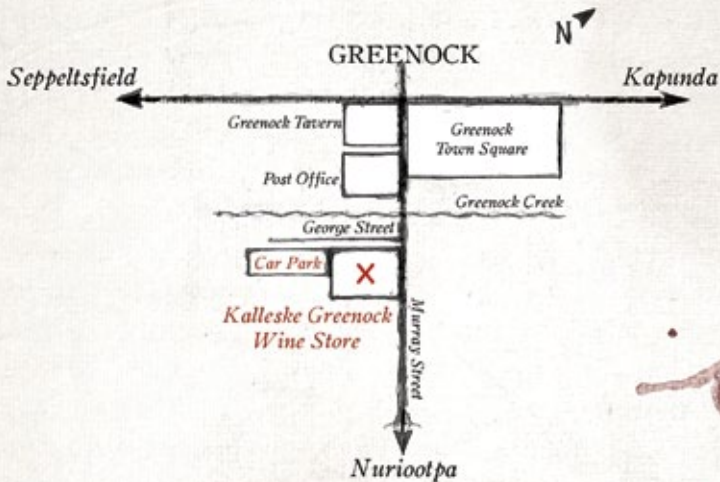 N
GREENOCK
Seppeltsfield
Kapunda
Greenock Tavern
Greenock
Town Square
Post Office
Greenock Creek
George Street
Car Park
X
Kalleske Greenock
Wine Store
Murray Street
Nuriootpa